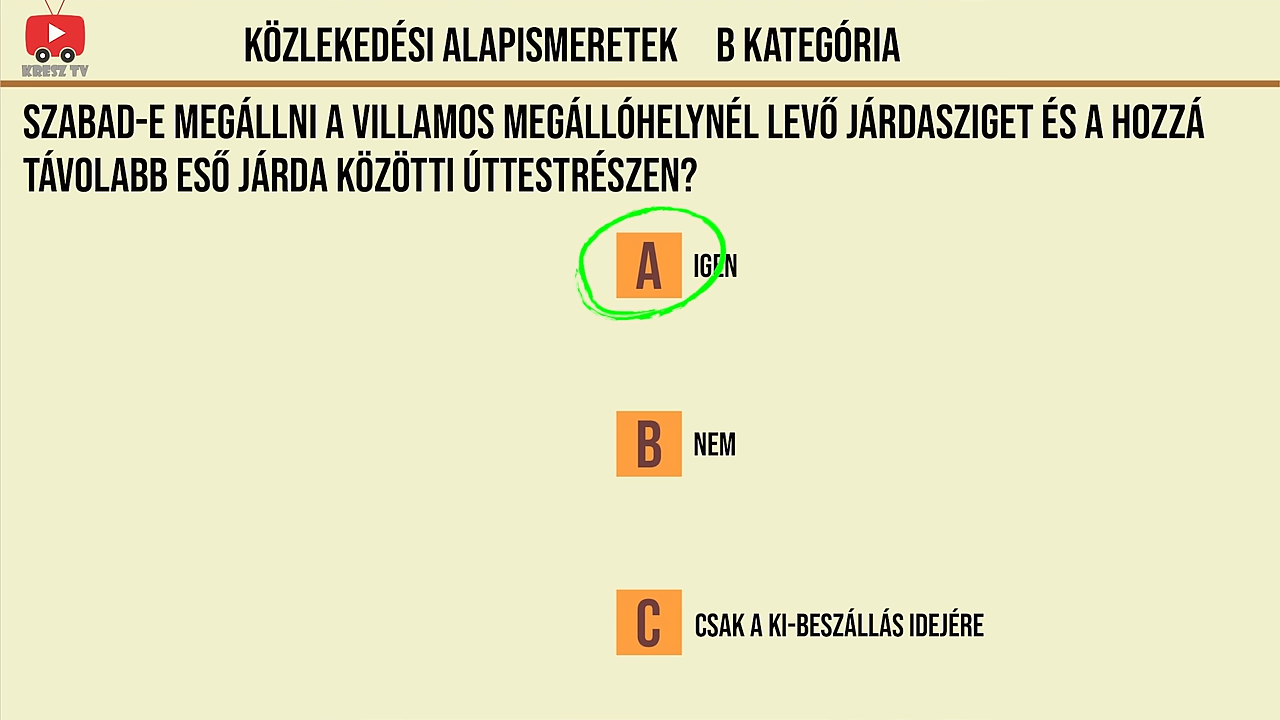 KRESZ TV
KÖZLEKEDÉSI ALAPISMERETEK B KATEGÓRIA
SZABAD-E MEGÁLLNI A VILLAMOS MEGÁLLÓHELYNÉL LEVŐ JÁRDASZIGET ÉS A HOZZÁ
TÁVOLABB ESŐ JÁRDA KÖZÖTTI ÚTTESTRÉSZEN?
A IGEN
B NEM
C CSAK A KI-BESZÁLLÁS IDEJÉRE